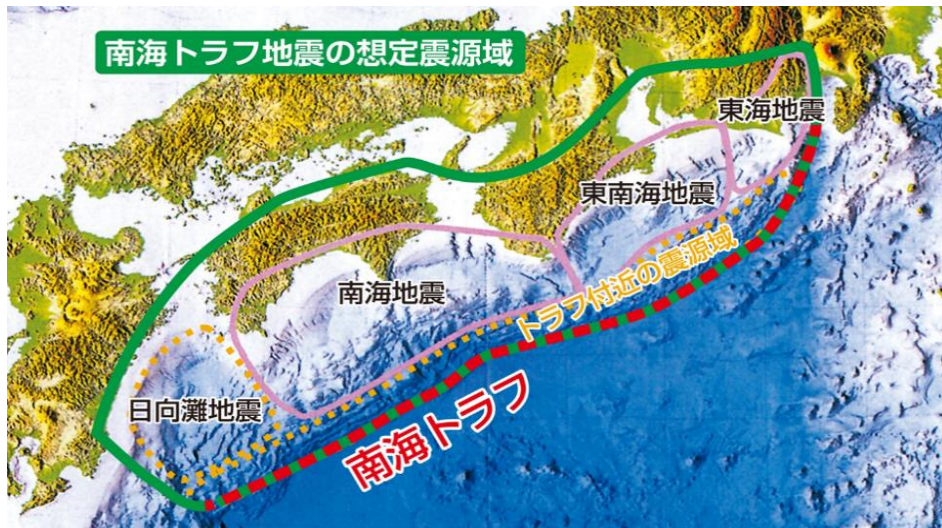 南海トラフ地震の想定震源域
東海地震
東南海地震
トラフ付近の震源域
南海地震
日向灘地震
南海トラフ